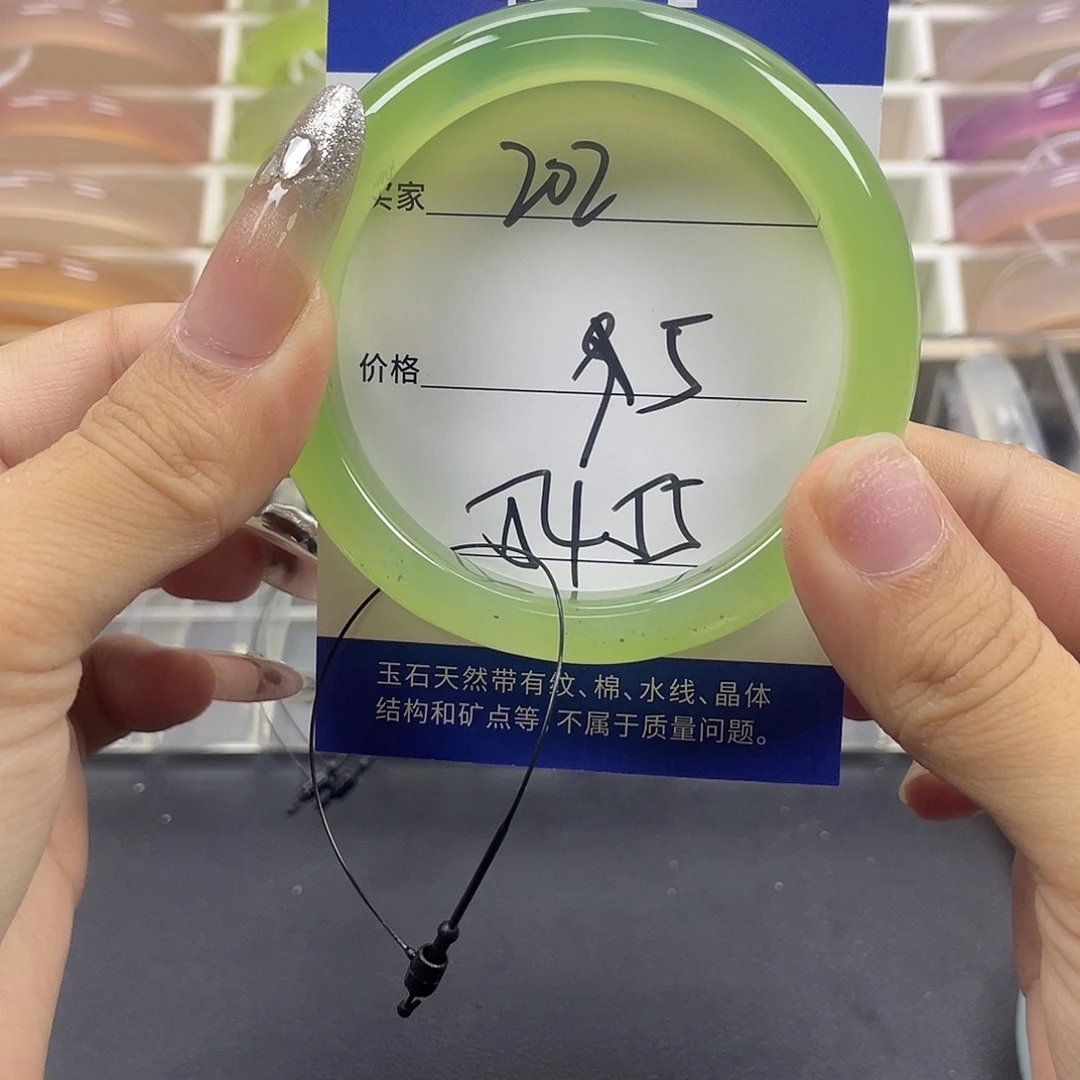 买家 202
价格 95
玉石天然带有纹、棉、水线、晶体
结构和矿点等,不属于质量问题。